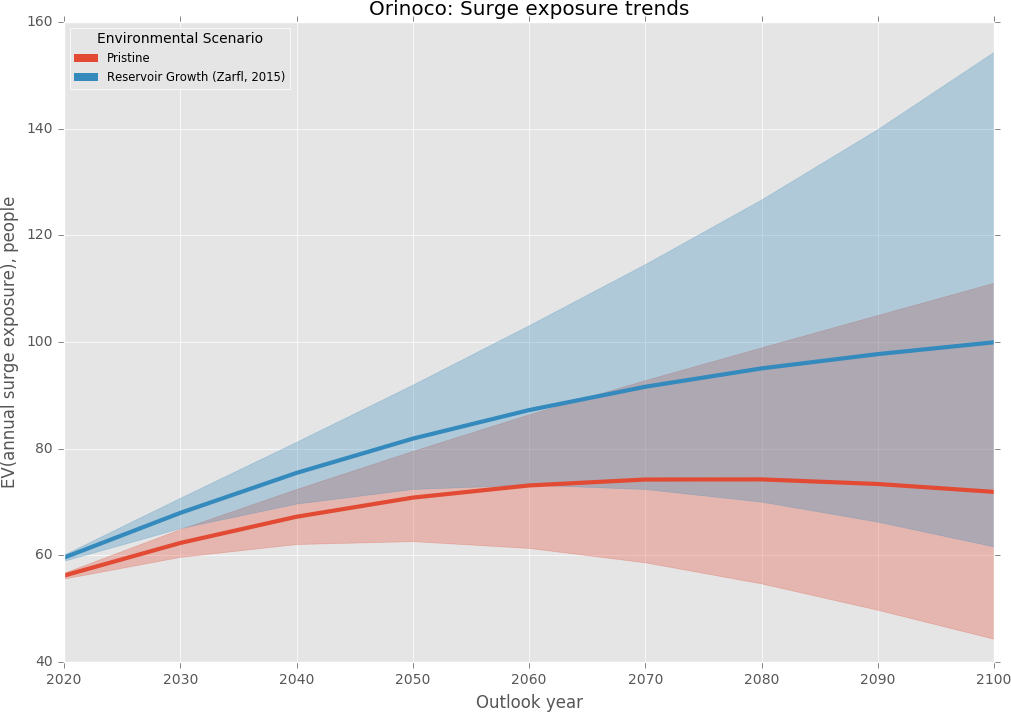 Orinoco: Surge exposure trends
Environmental Scenario
Pristine
Reservoir Growth (Zarfl, 2015)
EV(annual surge exposure), people
160
140
120
100
80
60
40
2020 2030 2040 2050 2060 2070 2080 2090 2100
Outlook year